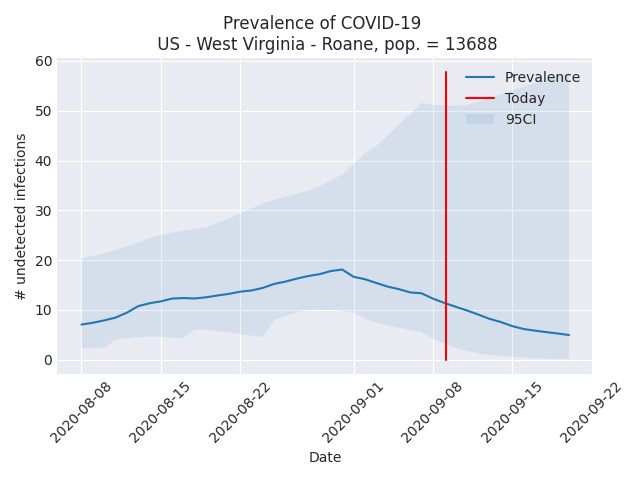 Prevalence of COVID-19
US - West Virginia - Roane, pop. = 13688
Prevalence
Today
95CI
# undetected infections
60
50
40
30
20
10
0
2020-08-08
2020-08-15
2020-08-22
2020-09-01
2020-09-08
2020-09-15
2020-09-22
Date